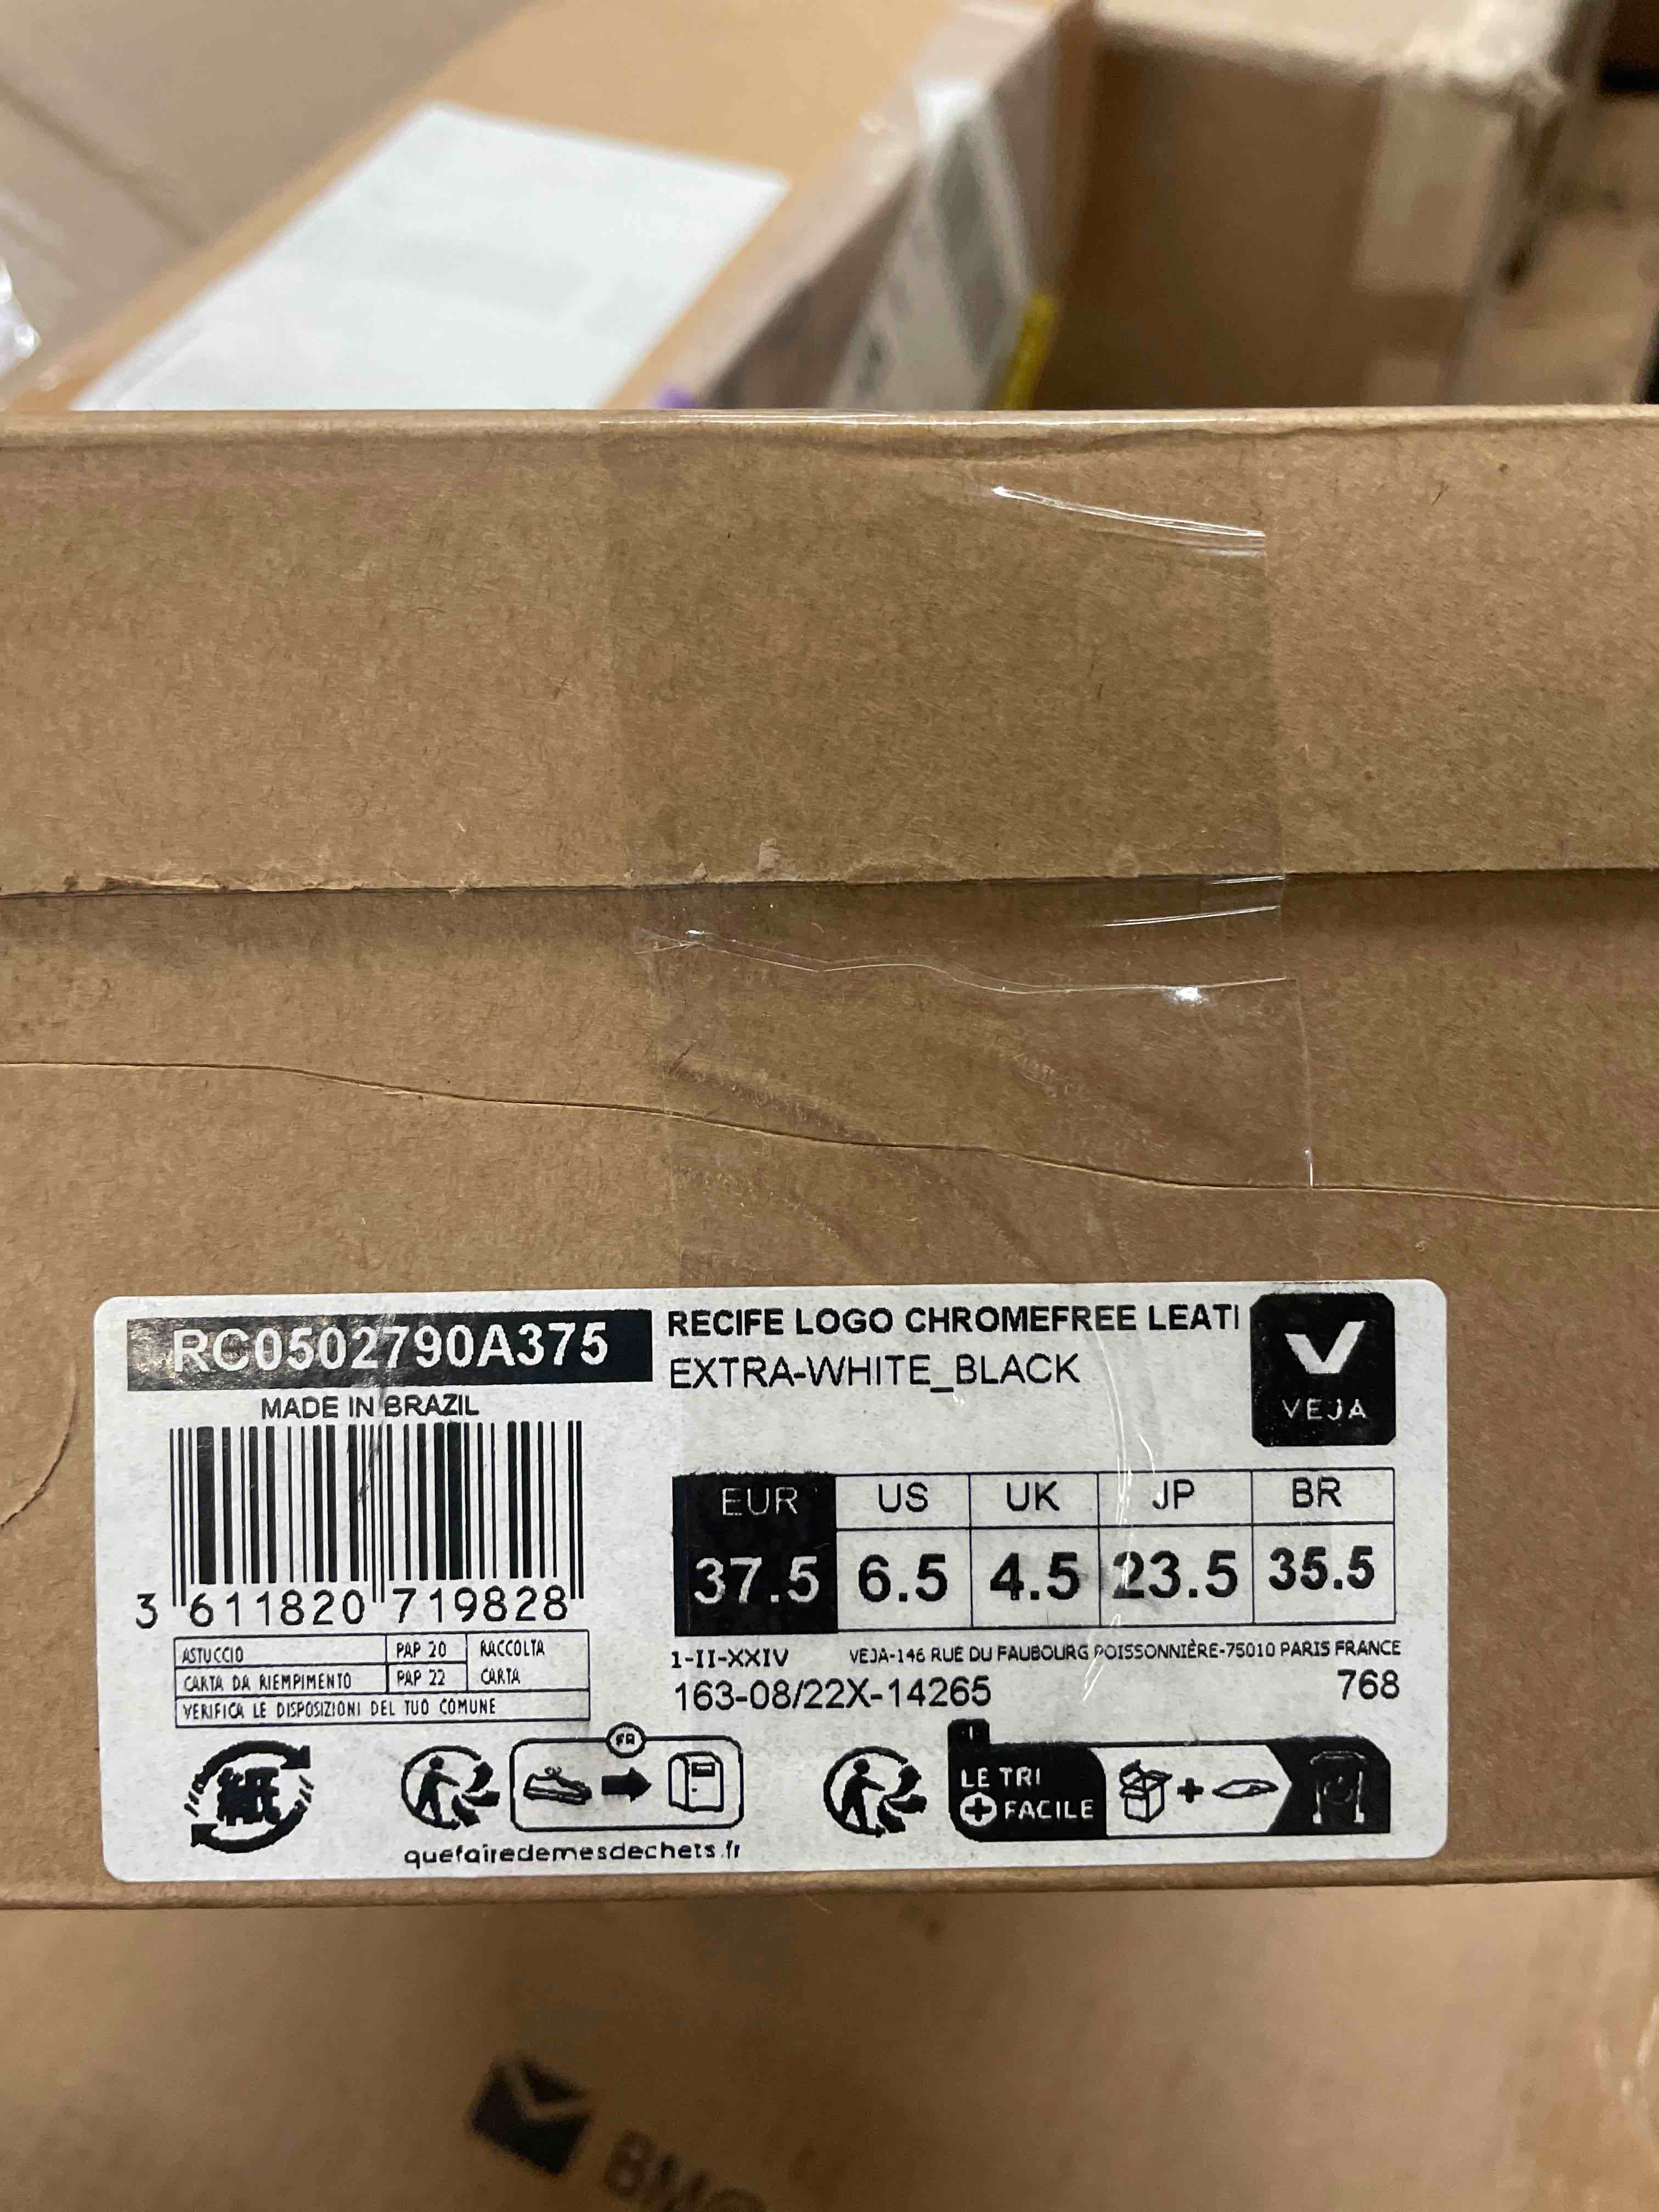 RC0502790A375
MADE IN BRAZIL
3 611820 719828
ASTUCCIO PAP 20 RACCOLTA
CARTA DA RIEMPIMENTO PAP 22 CARTA
VERIFICA LE DISPOSIZIONI DEL TUO COMUNE
RECIFE LOGO CHROMEFREE LEATI
EXTRA-WHITE_BLACK
VEJA
EUR US UK JP BR
37.5 6.5 4.5 23.5 35.5
1-II-XXIV VEJA-146 RUE DU FAUBOURG POISSONNIÈRE-75010 PARIS FRANCE
163-08/22X-14265 768
FR
quefairedemesdechets.fr
LE TRI
+ FACILE
+